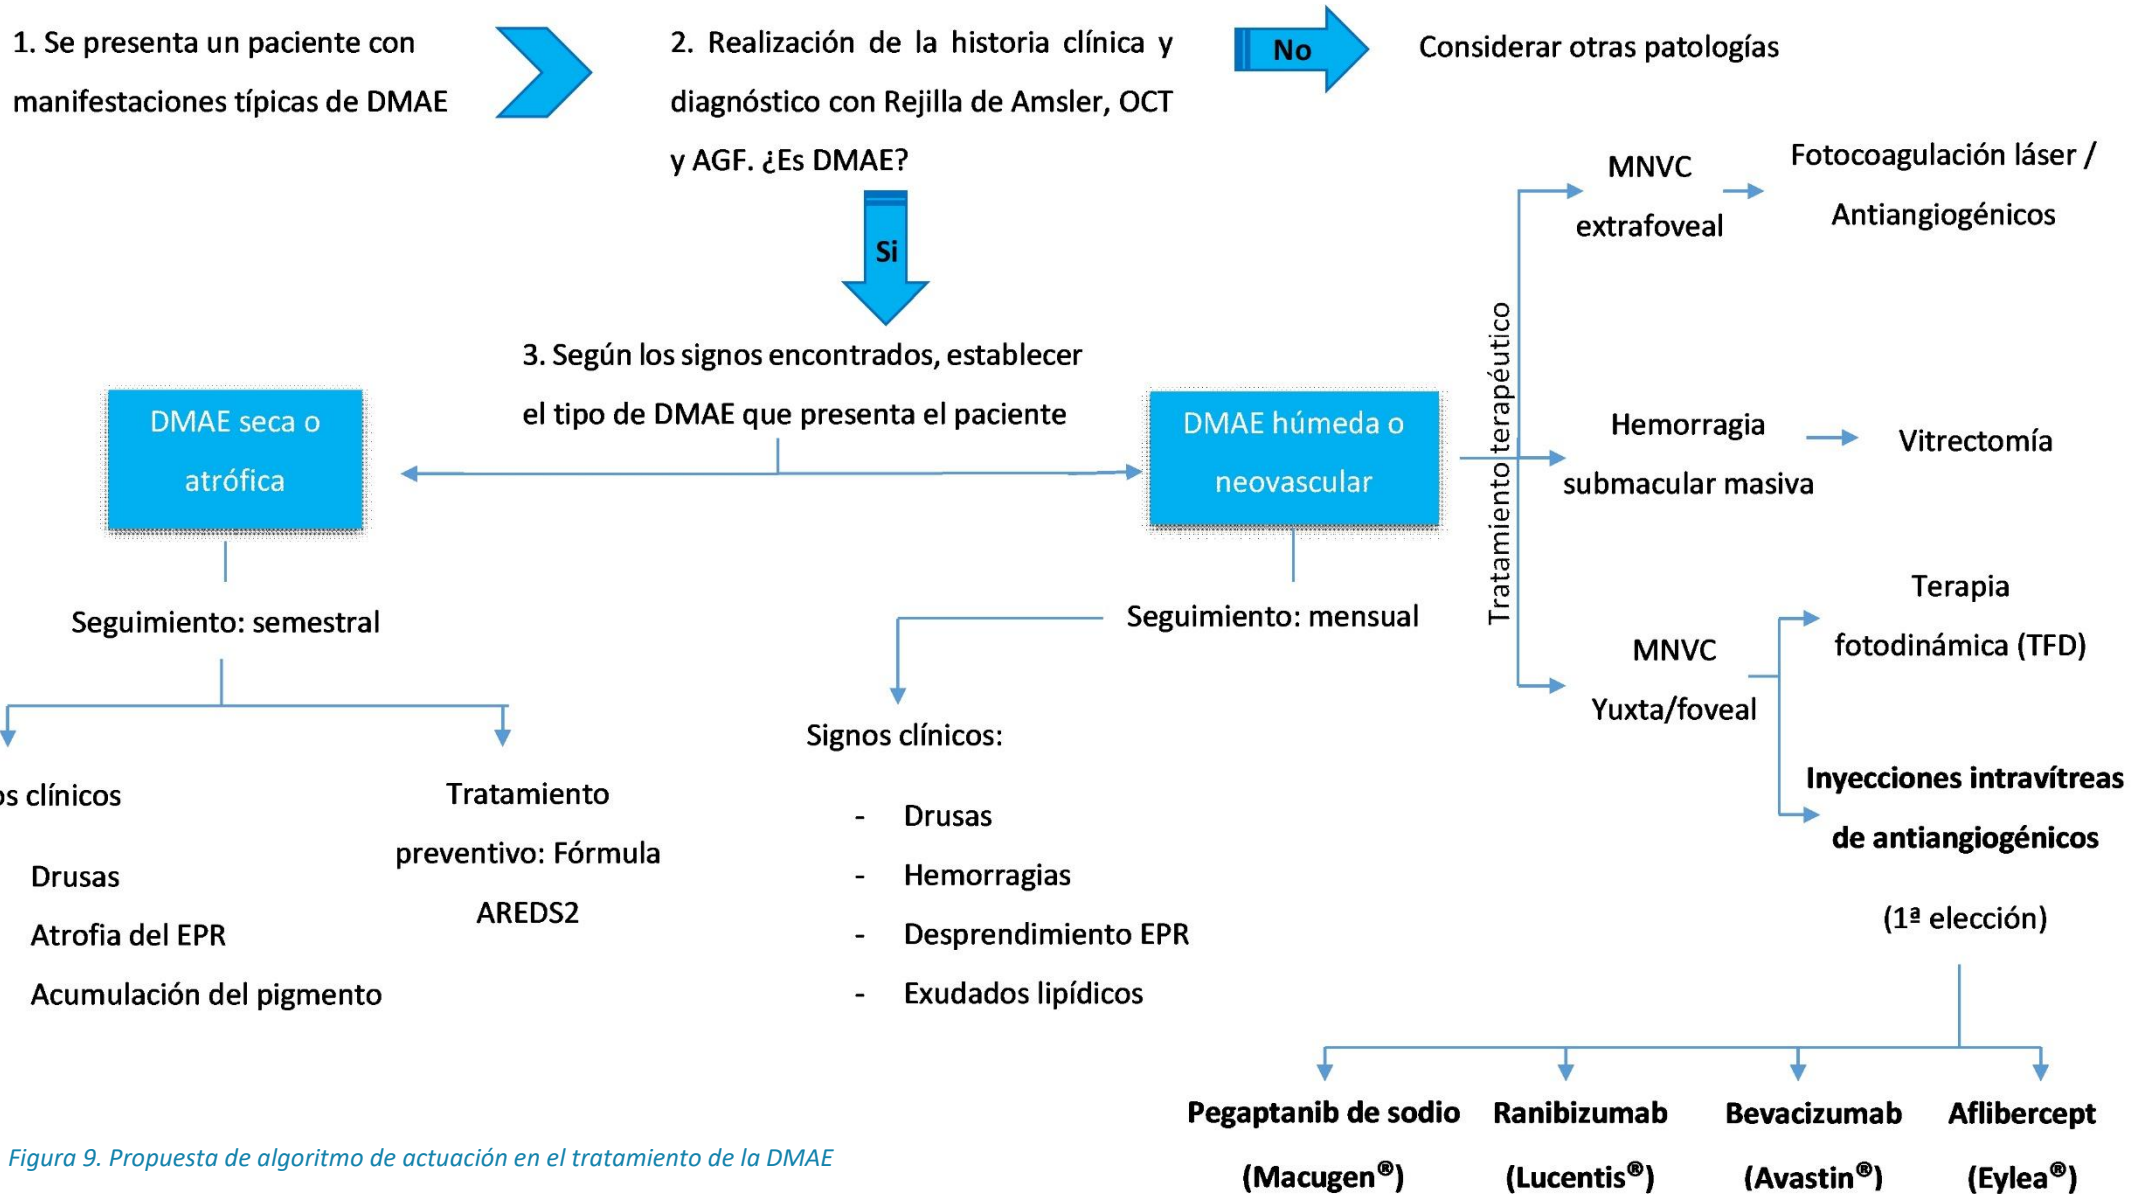 1. Se presenta un paciente con
manifestaciones típicas de DMAE
2. Realización de la historia clínica y
diagnóstico con Rejilla de Amsler, OCT
y AGF. ¿Es DMAE?
No
Considerar otras patologías
Si
3. Según los signos encontrados, establecer
el tipo de DMAE que presenta el paciente
DMAE seca o
atrófica
Seguimiento: semestral
clínicos
Drusas
Atrofia del EPR
Acumulación del pigmento
Tratamiento
preventivo: Fórmula
AREDS2
DMAE húmeda o
neovascular
Seguimiento: mensual
Signos clínicos:
- Drusas
- Hemorragias
- Desprendimiento EPR
- Exudados lipídicos
Tratamiento terapéutico
MNVC
extrafoveal
Fotocoagulación láser /
Antiangiogénicos
Hemorragia
submacular masiva
Vitrectomía
MNVC
Yuxta/foveal
Terapia
fotodinámica (TFD)
Inyecciones intravítreas
de antiangiogénicos
(1ª elección)
Pegaptanib de sodio
(Macugen®)
Ranibizumab
(Lucentis®)
Bevacizumab
(Avastin®)
Aflibercept
(Eylea®)
Figura 9. Propuesta de algoritmo de actuación en el tratamiento de la DMAE